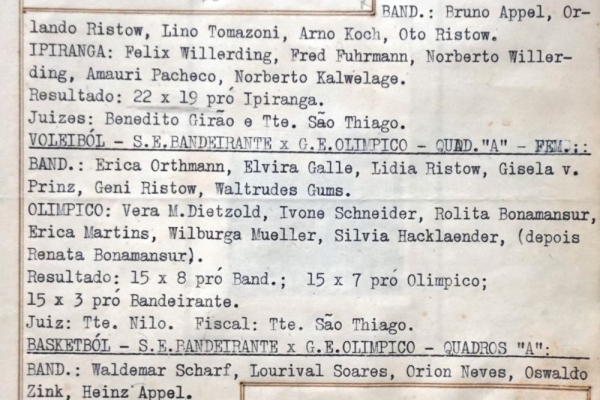 BAND.: Bruno Appel, Or-
lando Ristow, Lino Tomazoni, Arno Koch, Oto Ristow.
IPIRANGA: Felix Willerding, Fred Fuhrmann, Norberto Willer-
ding, Amauri Pacheco, Norberto Kalwelage.
Resultado: 22 x 19 pró Ipiranga.
Juizes: Benedito Girão e Tte. São Thiago.
VOLEIBÓL - S.E.BANDEIRANTE x G.E.OLIMPICO - QUAD."A" - FEM.::
BAND.: Erica Orthmann, Elvira Galle, Lidia Ristow, Gisela v.
Prinz, Geni Ristow, Waltrudes Gums.
OLIMPICO: Vera M.Dietzold, Ivone Schneider, Rolita Bonamansur,
Erica Martins, Wilburga Mueller, Silvia Hacklaender, (depois
Renata Bonamansur).
Resultado: 15 x 8 pró Band.; 15 x 7 pró Olimpico;
15 x 3 pró Bandeirante.
Juiz: Tte. Nilo. Fiscal: Tte. São Thiago.
BASKETBÓL - S.E.BANDEIRANTE x G.E.OLIMPICO - QUADROS "A":
BAND.: Waldemar Scharf, Lourival Soares, Orion Neves, Oswaldo
Zink, Heinz Appel.